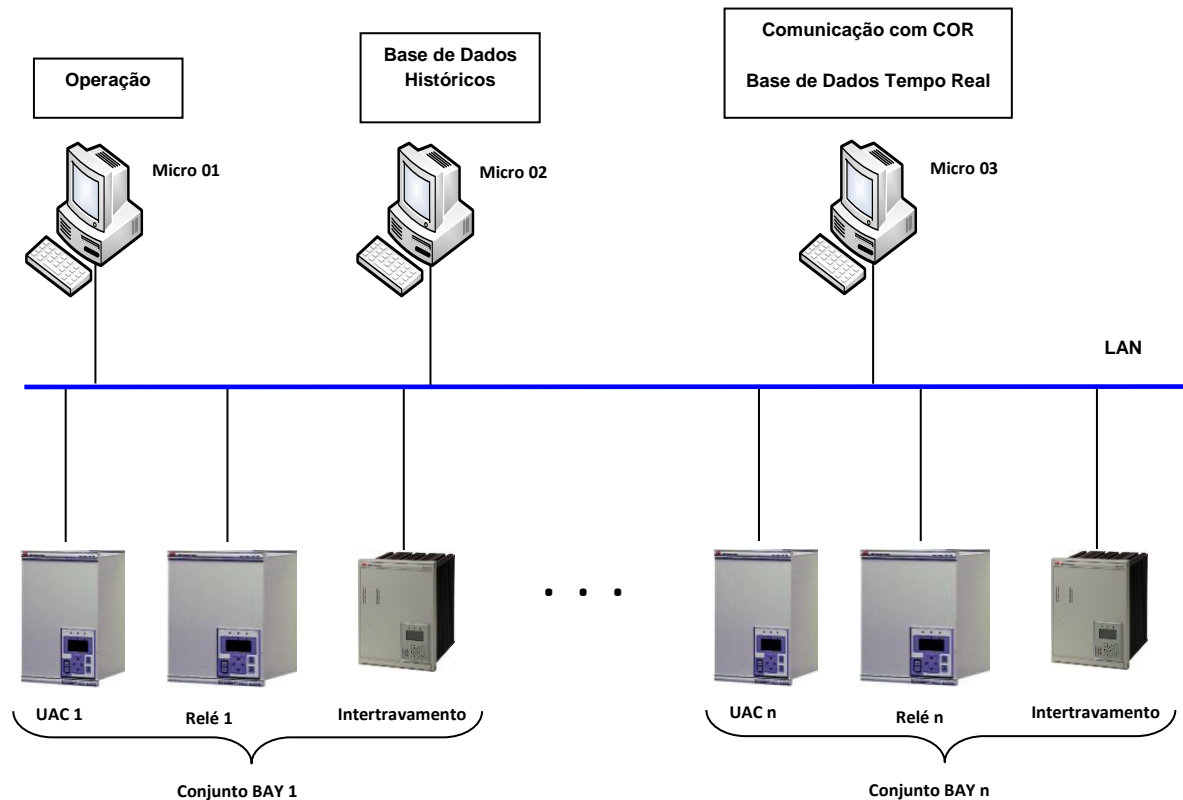 Operação
Base de Dados
Históricos
Comunicação com COR
Base de Dados Tempo Real
Micro 01
Micro 02
Micro 03
LAN
. . .
UAC 1
Relé 1
Intertravamento
UAC n
Relé n
Intertravamento
Conjunto BAY 1
Conjunto BAY n